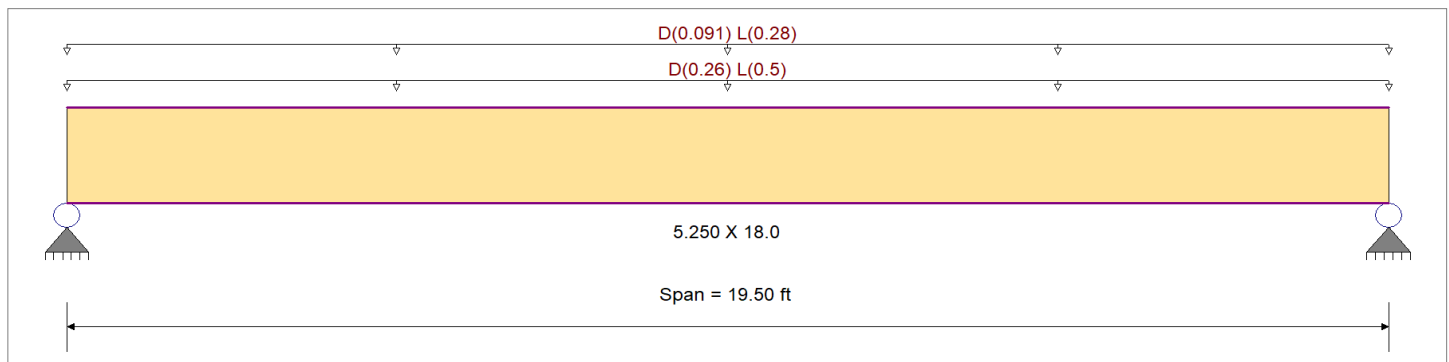 D(0.091) L(0.28)
D(0.26) L(0.5)
5.250 X 18.0
Span = 19.50 ft